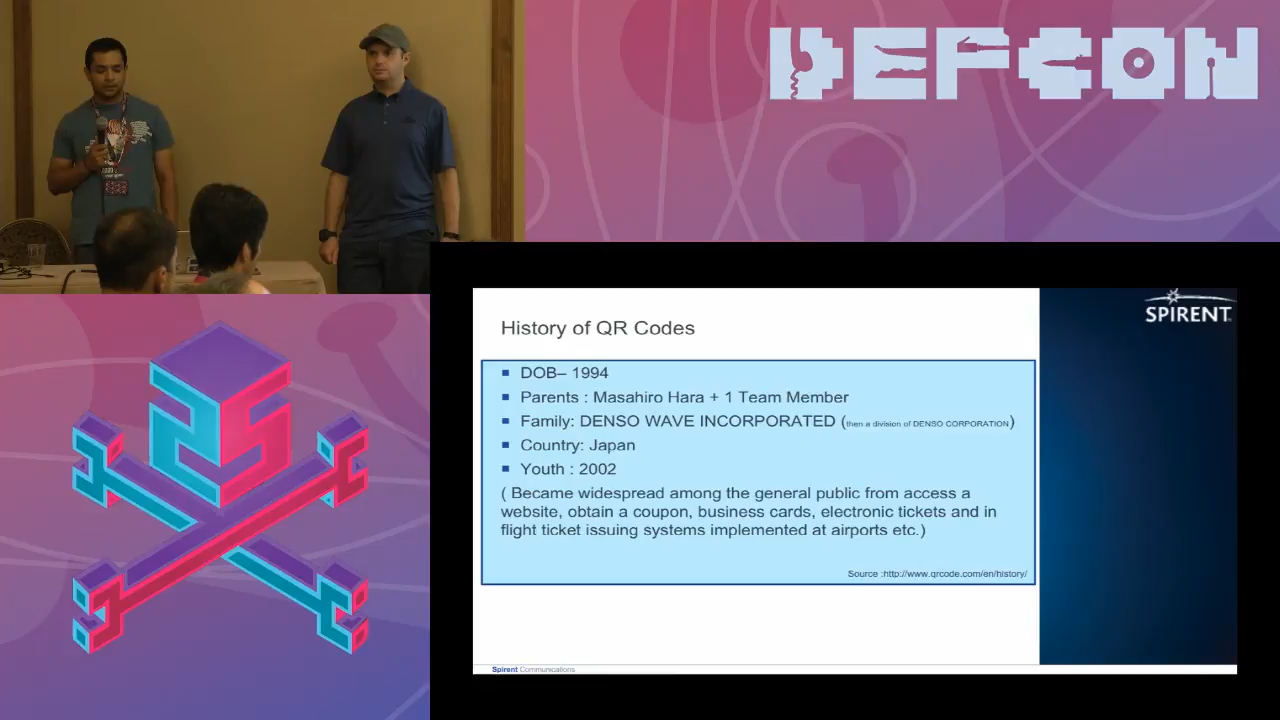 DEFCON
SPIRENT
History of QR Codes
DOB– 1994
Parents : Masahiro Hara + 1 Team Member
Family: DENSO WAVE INCORPORATED (then a division of DENSO CORPORATION)
Country: Japan
Youth : 2002
( Became widespread among the general public from access a
website, obtain a coupon, business cards, electronic tickets and in
flight ticket issuing systems implemented at airports etc.)
Source :http://www.qrcode.com/en/history/
Spirent Communications